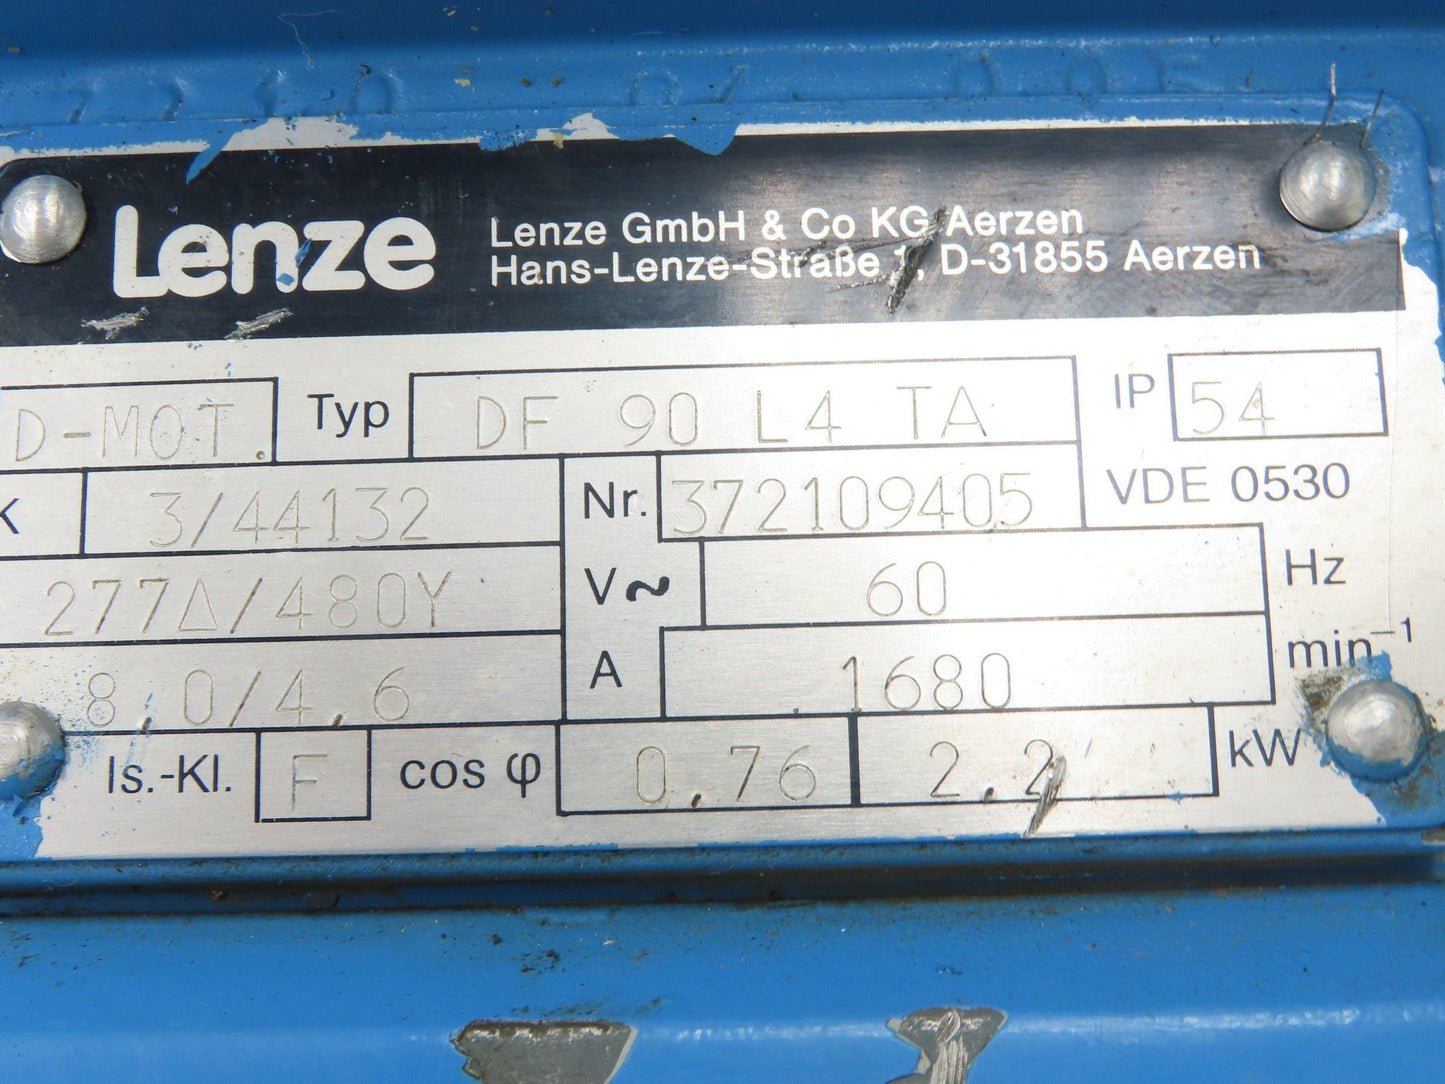 Lenze
Lenze GmbH & Co KG Aerzen
Hans-Lenze-Straße 1, D-31855 Aerzen
D-MOT. Typ DF 90 L4 TA IP 54
K 3/44132 Nr. 372109405 VDE 0530
277Δ/480Y V~ 60 Hz
8,0/4,6 A 1680 min⁻¹
Is.-Kl. F cos φ 0,76 2,2 kW